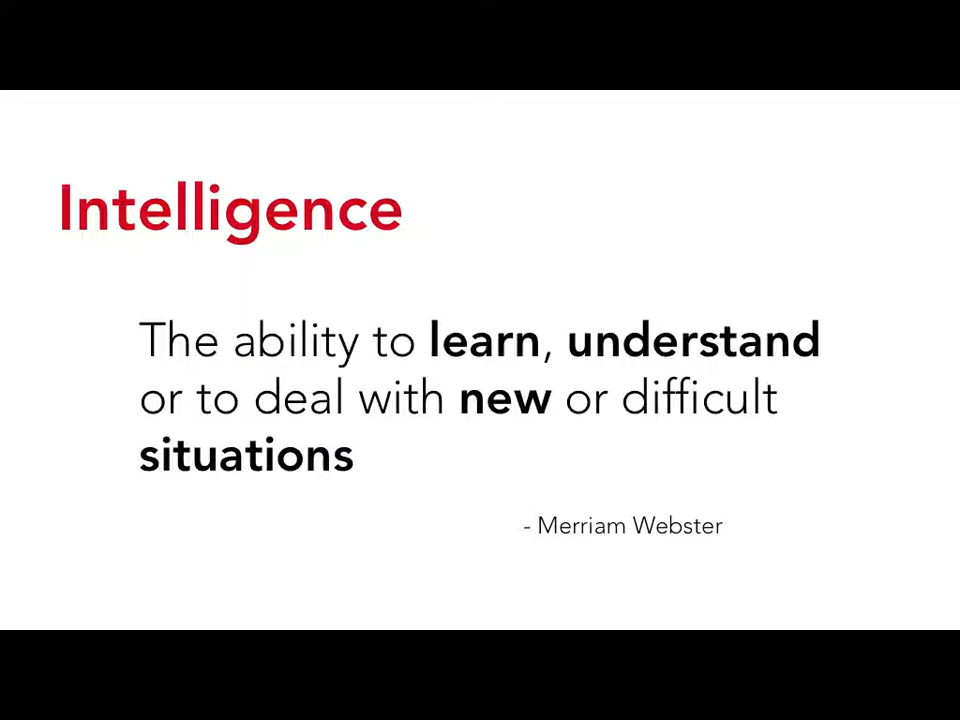 Intelligence
The ability to learn, understand
or to deal with new or difficult
situations
- Merriam Webster